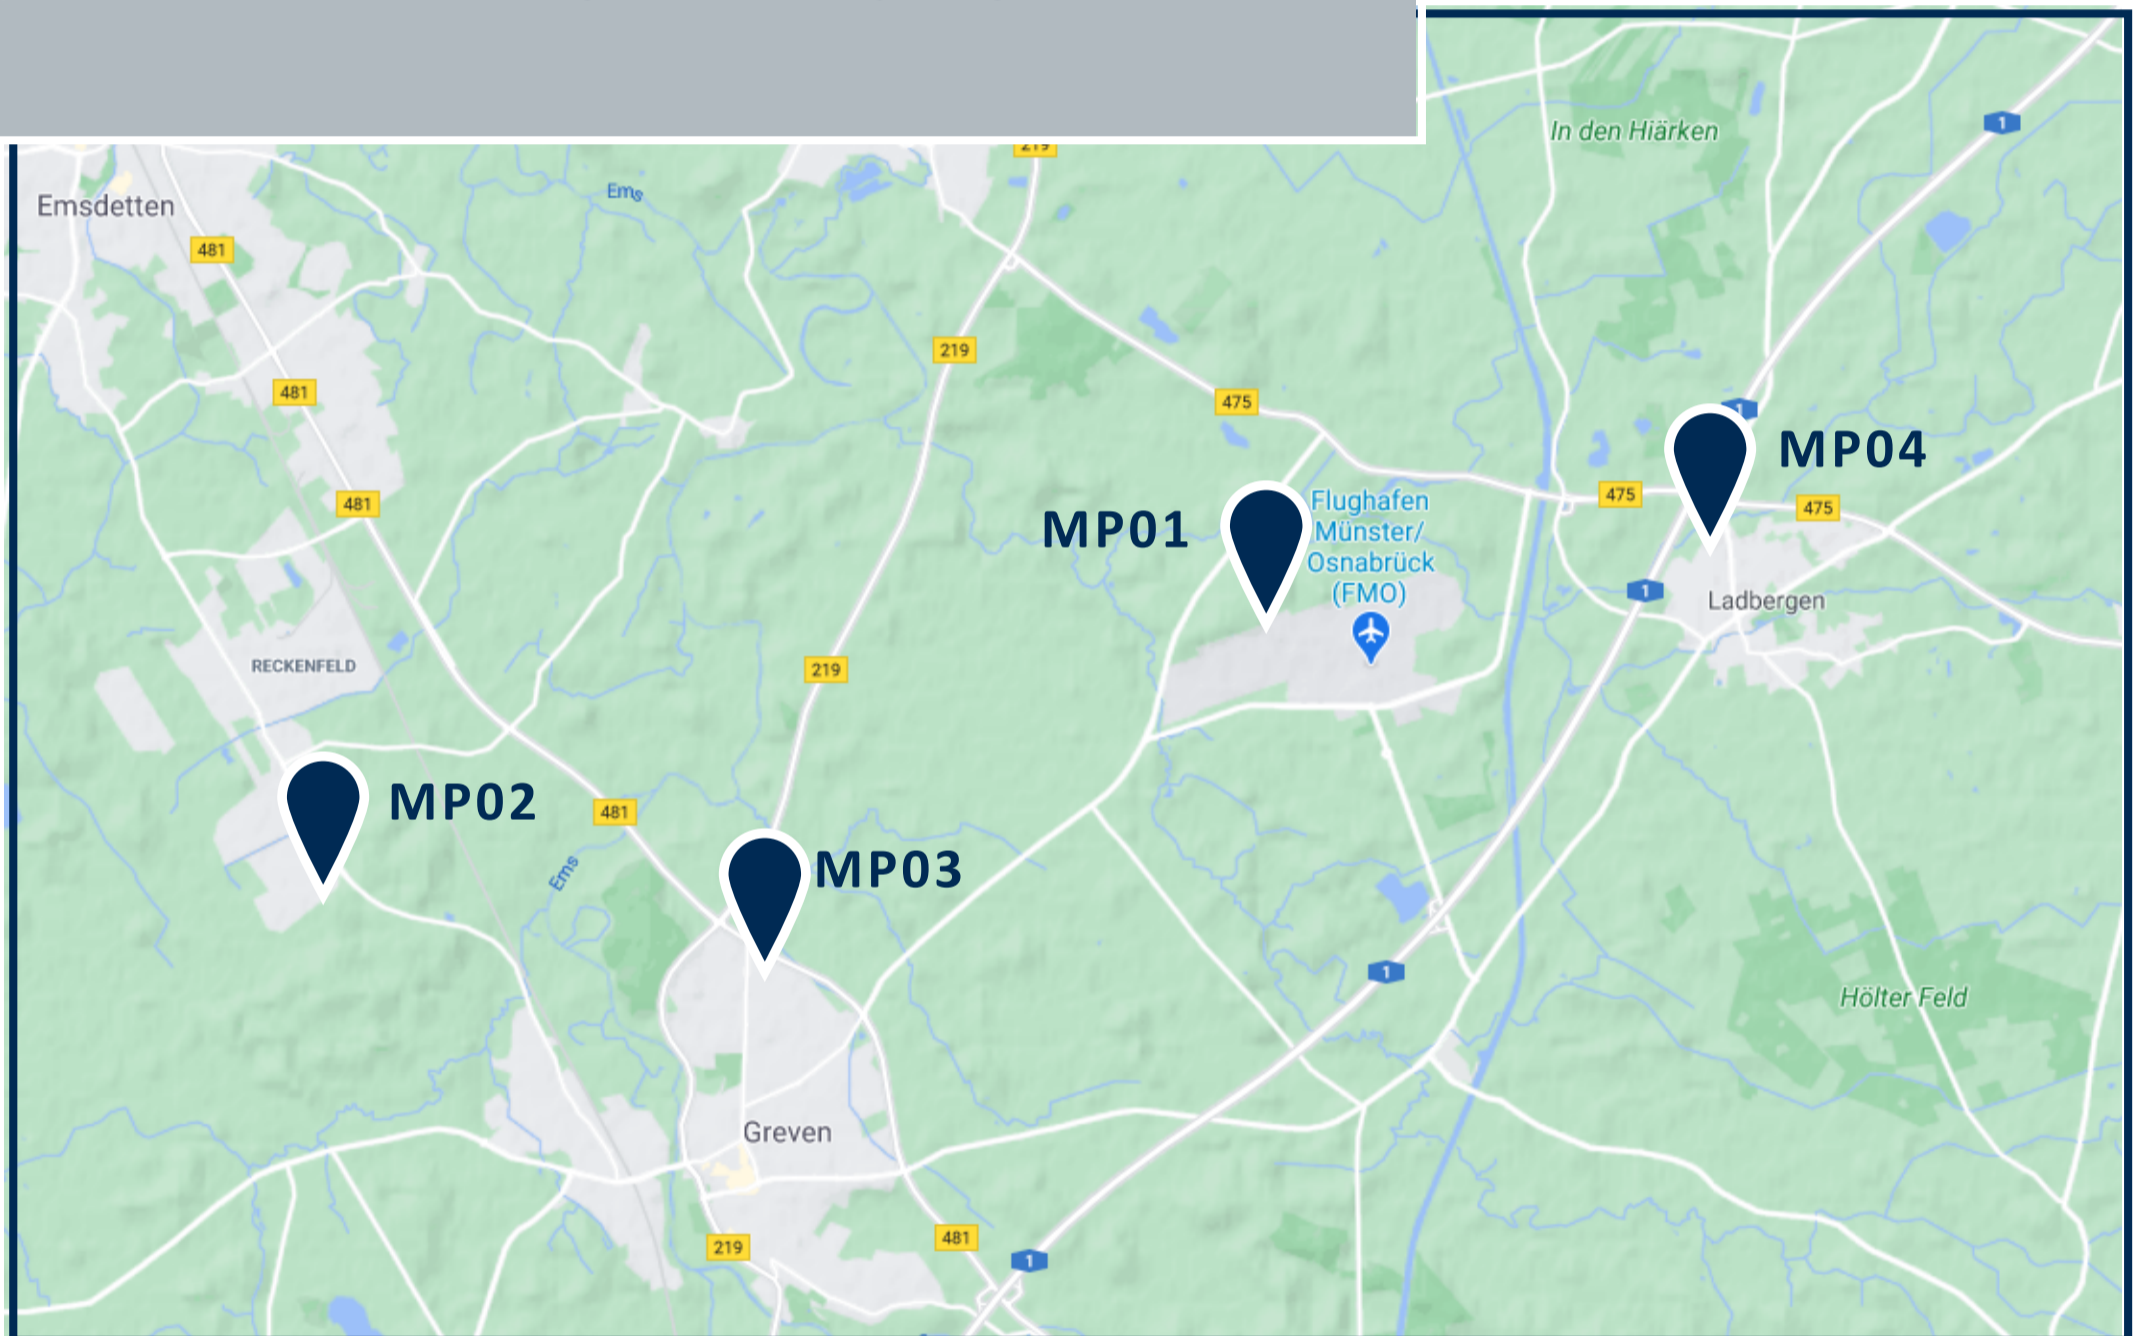 219
1
In den Hiärken
Ems
Emsdetten
481
219
481
475
1
MP04
475
475
481
MP01
Flughafen
Münster/
Osnabrück
(FMO)
1
Ladbergen
RECKENFELD
219
MP02
481
MP03
Ems
1
Hölter Feld
Greven
219
481
1